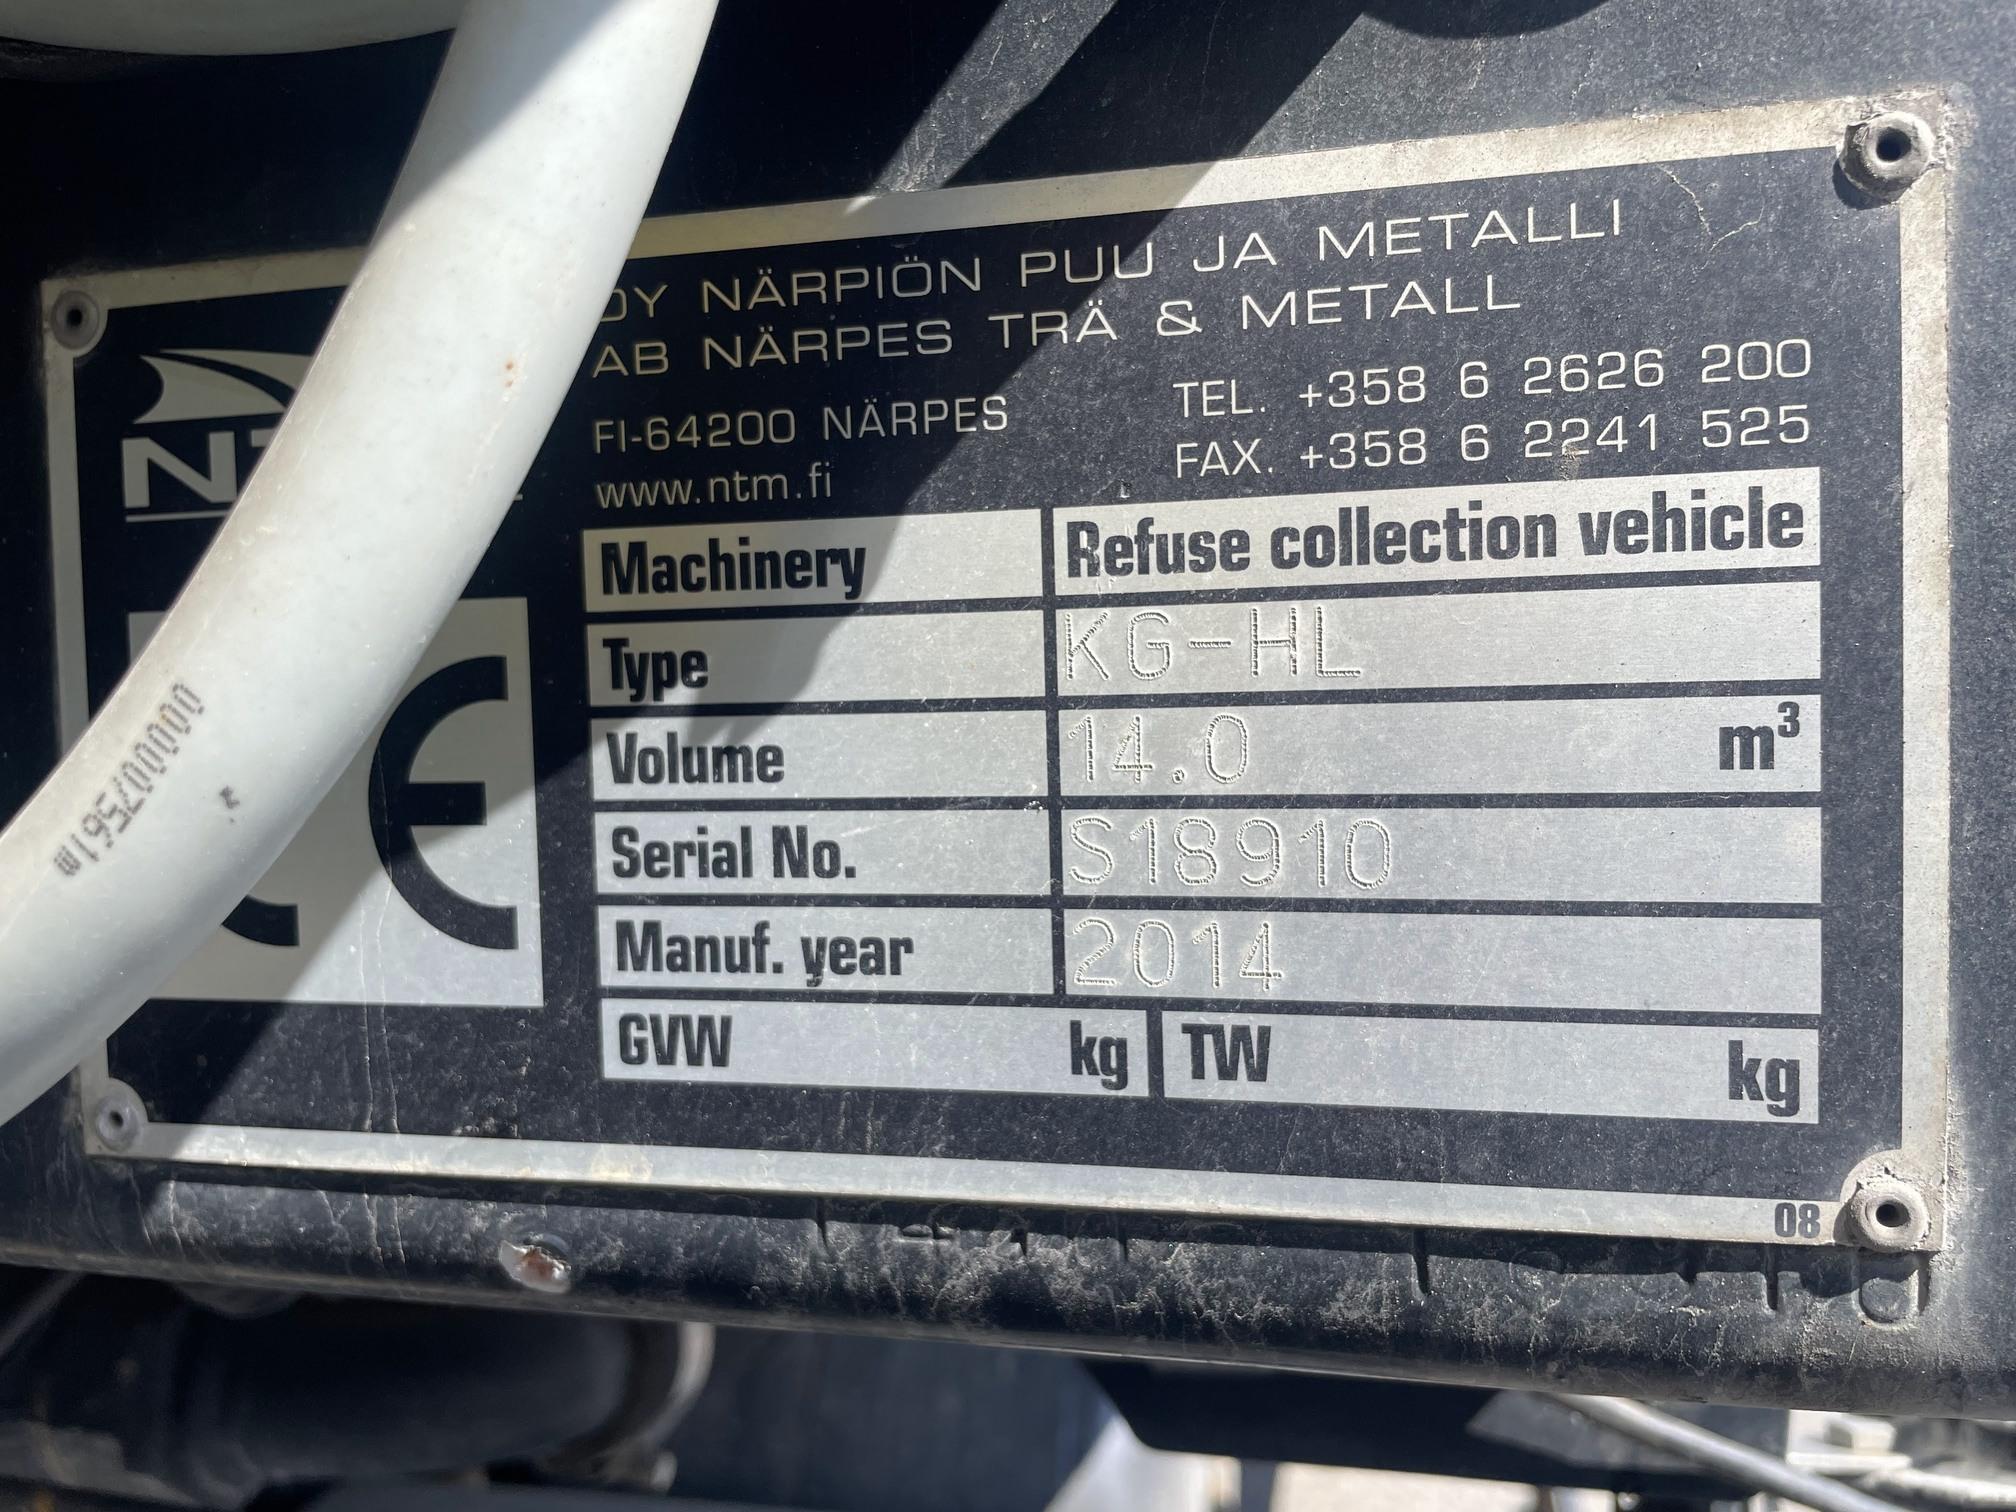 OY NÄRPIÖN PUU JA METALLI
AB NÄRPES TRÄ & METALL
FI-64200 NÄRPES
TEL. +358 6 2626 200
www.ntm.fi
FAX. +358 6 2241 525
Machinery Refuse collection vehicle
Type KG-HL
Volume 14.0 m³
Serial No. S18910
Manuf. year 2014
GVW kg TW kg
08
CE
0000007561m